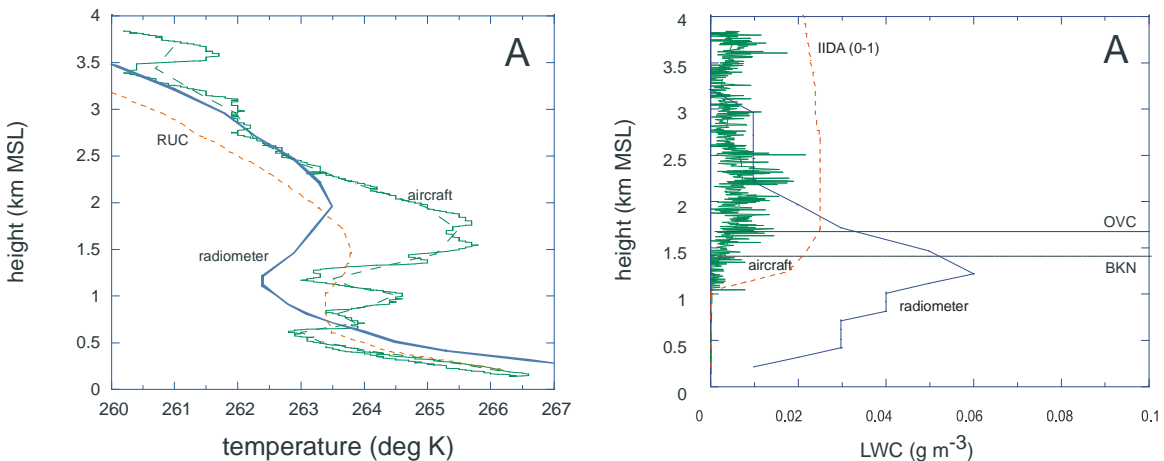 4
3.5
3
2.5
2
1.5
1
0.5
0
height (km MSL)
A
RUC
aircraft
radiometer
260 261 262 263 264 265 266 267
temperature (deg K)
4
3.5
3
2.5
2
1.5
1
0.5
0
height (km MSL)
IIDA (0-1)
A
OVC
BKN
aircraft
radiometer
0 0.02 0.04 0.06 0.08 0.1
LWC (g m-3)